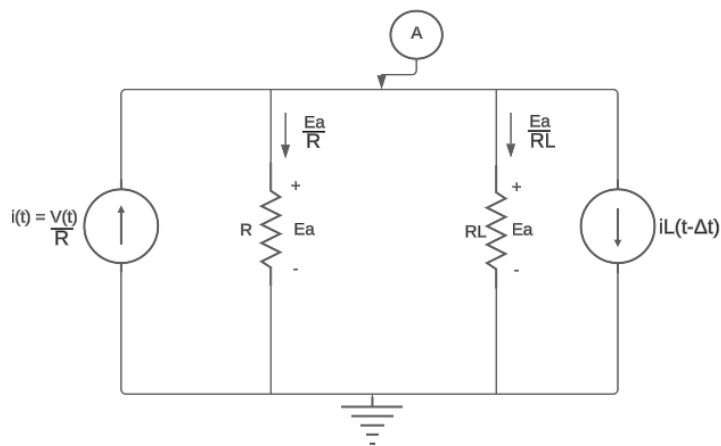 A
Ea
R
Ea
RL
i(t) = V(t)
R
+
R
Ea
-
+
RL
Ea
-
iL(t-Δt)